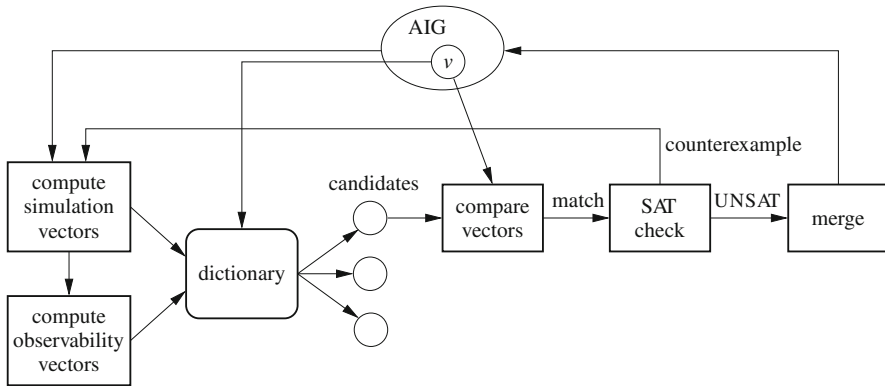 AIG
v
counterexample
compute
simulation
vectors
candidates
compare
vectors
match
SAT
check
UNSAT
merge
dictionary
compute
observability
vectors